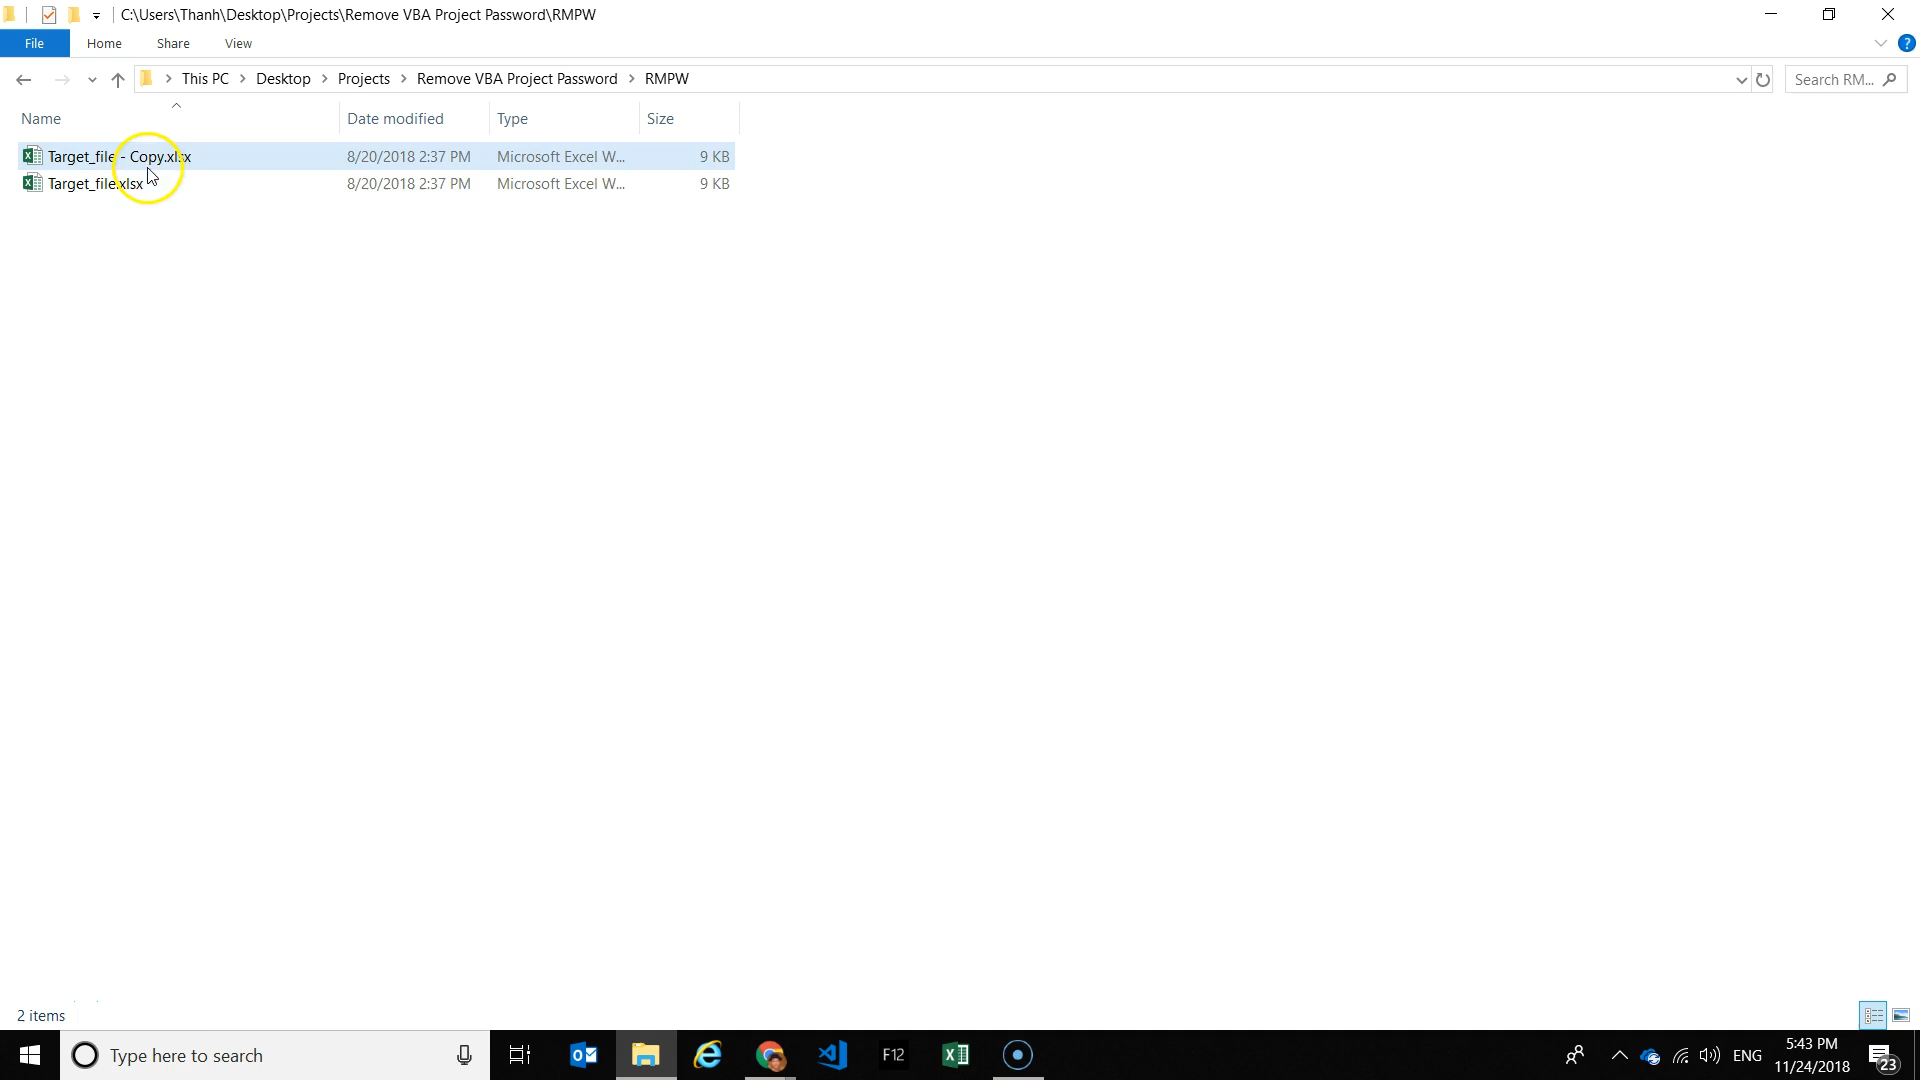 C:\Users\Thanh\Desktop\Projects\Remove VBA Project Password\RMPW
File Home Share View
This PC Desktop Projects Remove VBA Project Password RMPW
Search RM...
Name Date modified Type Size
Target_file - Copy.xlsx 8/20/2018 2:37 PM Microsoft Excel W... 9 KB
Target_file.xlsx 8/20/2018 2:37 PM Microsoft Excel W... 9 KB
2 items
Type here to search F12 ENG 5:43 PM
11/24/2018 23